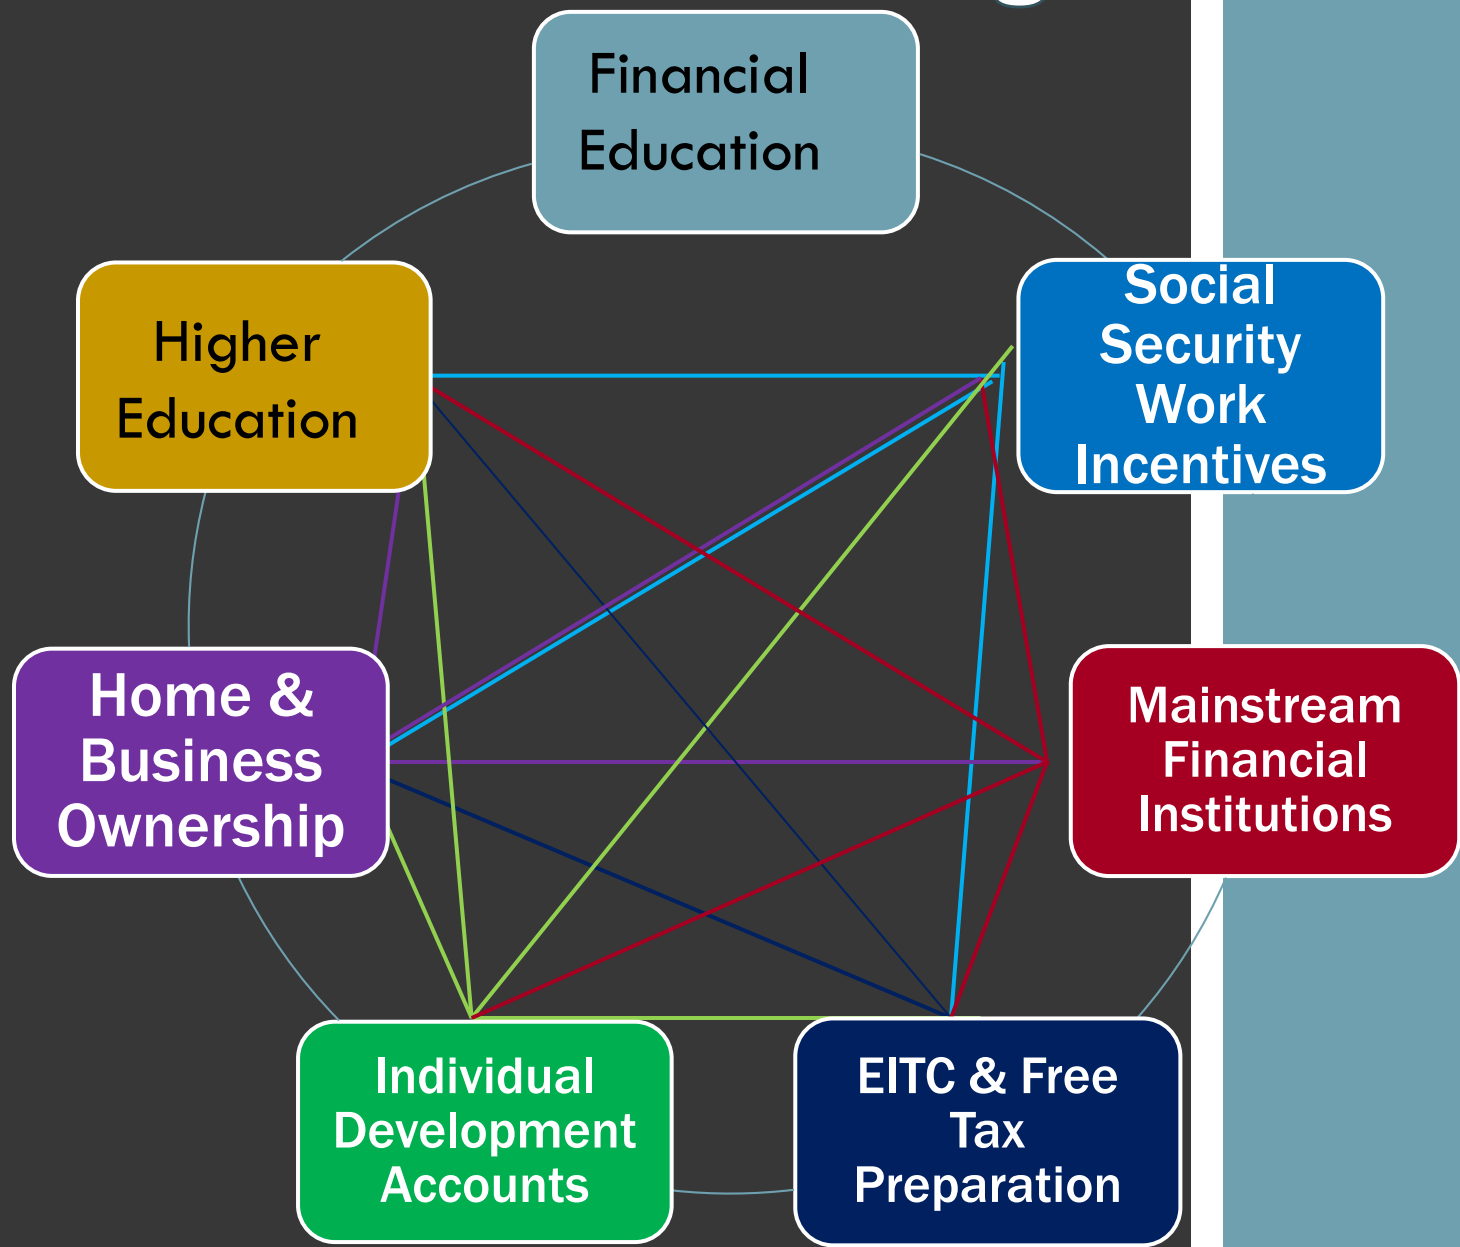 Financial
Education
Higher
Education
Social
Security
Work
Incentives
Home &
Business
Ownership
Mainstream
Financial
Institutions
Individual
Development
Accounts
EITC & Free
Tax
Preparation